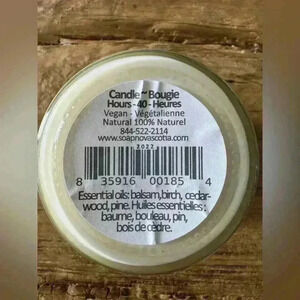 Candle ~ Bougie
Hours - 40 - Heures
Vegan - Végétalienne
Natural 100% Naturel
844-522-2114
www.soapnovascotia.com
2022
8 35916 00185 4
Essential oils: balsam, birch, cedar-
wood, pine. Huiles essentielles:
baume, bouleau, pin,
bois de cèdre.